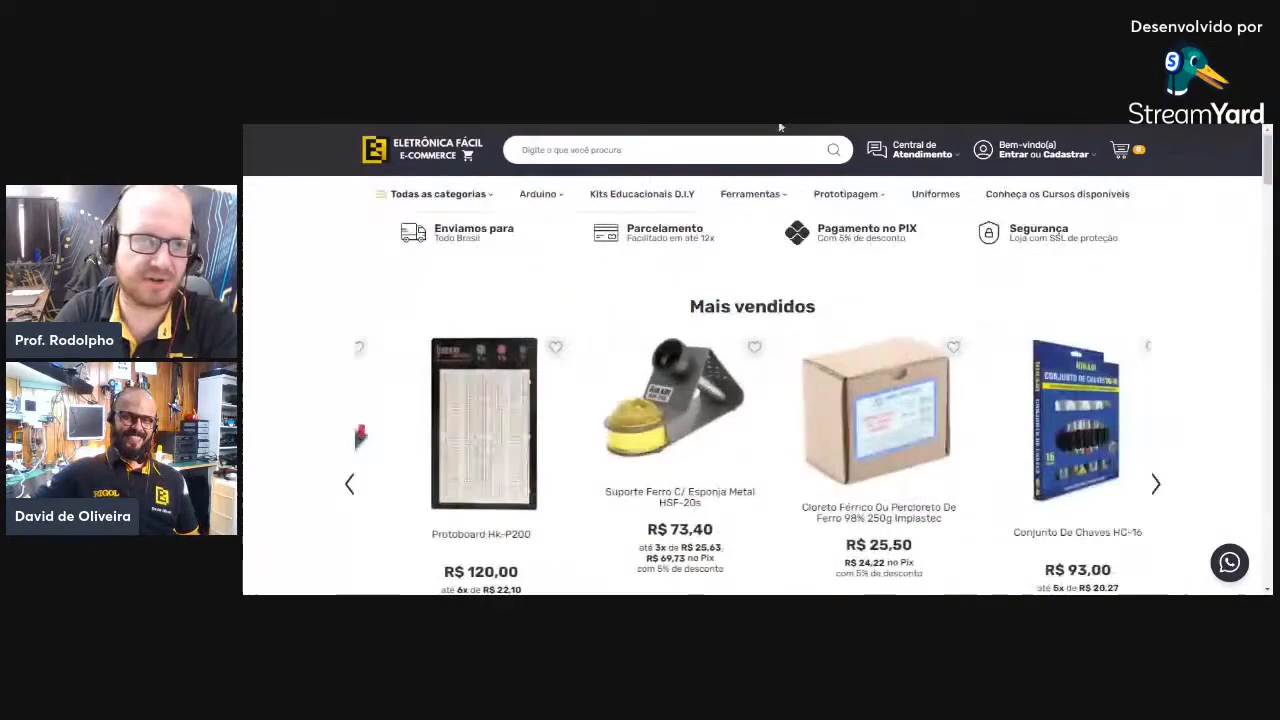 Desenvolvido por
StreamYard
ELETRÔNICA FÁCIL
E-COMMERCE
Digite o que você procura
Central de
Atendimento
Bem-vindo(a)
Entrar ou Cadastrar
0
Todas as categorias
Arduino
Kits Educacionais D.I.Y
Ferramentas
Prototipagem
Uniformes
Conheça os Cursos disponíveis
Enviamos para
Todo Brasil
Parcelamento
Facilitado em até 12x
Pagamento no PIX
Com 5% de desconto
Segurança
Loja com SSL de proteção
Mais vendidos
HIKARI
CONJUNTO DE CHAVES
16
Protoboard Hk-P200
R$ 120,00
até 6x de R$ 22,10
Suporte Ferro C/ Esponja Metal
HSF-20s
R$ 73,40
até 3x de R$ 25,63
R$ 69,73 no Pix
com 5% de desconto
Cloreto Férrico Ou Percloreto De
Ferro 98% 250g Implastec
R$ 25,50
R$ 24,22 no Pix
com 5% de desconto
Conjunto De Chaves HC-16
R$ 93,00
até 5x de R$ 20,27
Prof. Rodolpho
RIGOL
David de Oliveira